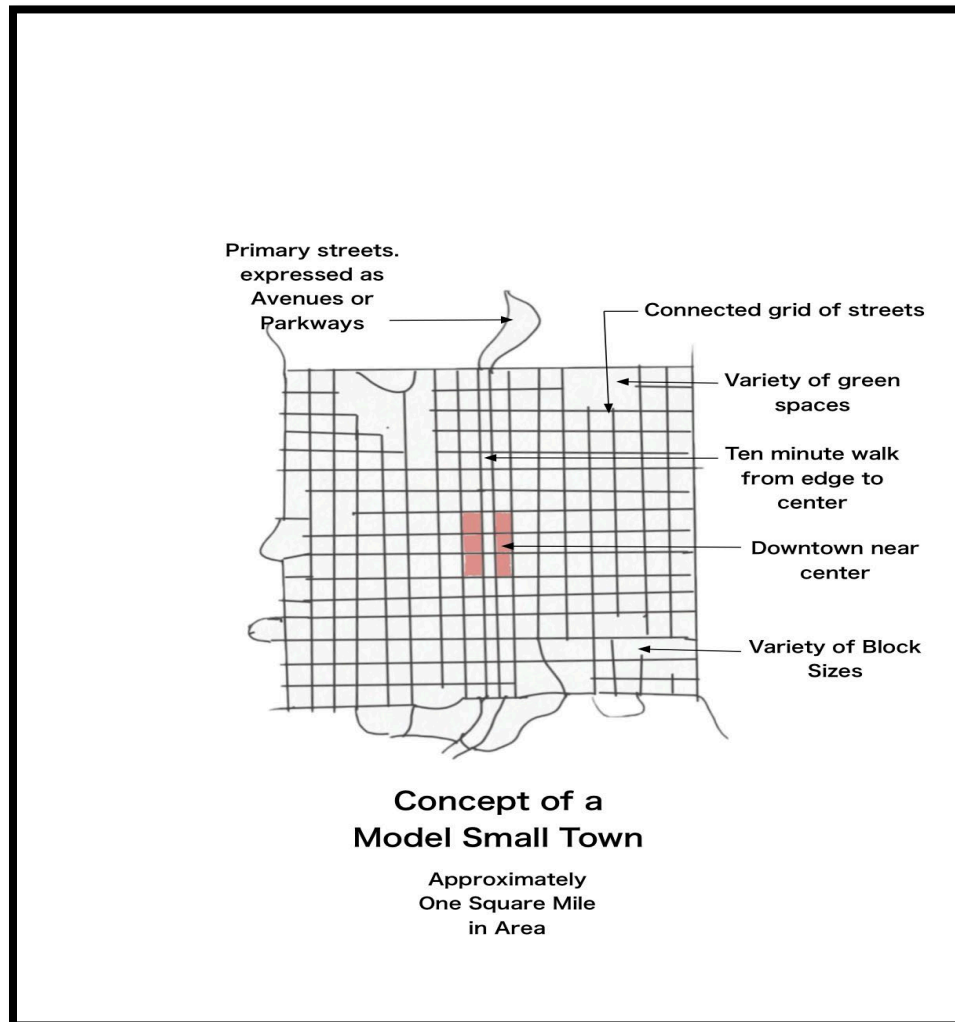 Primary streets.
expressed as
Avenues or
Parkways
Connected grid of streets
Variety of green
spaces
Ten minute walk
from edge to
center
Downtown near
center
Variety of Block
Sizes
Concept of a
Model Small Town
Approximately
One Square Mile
in Area